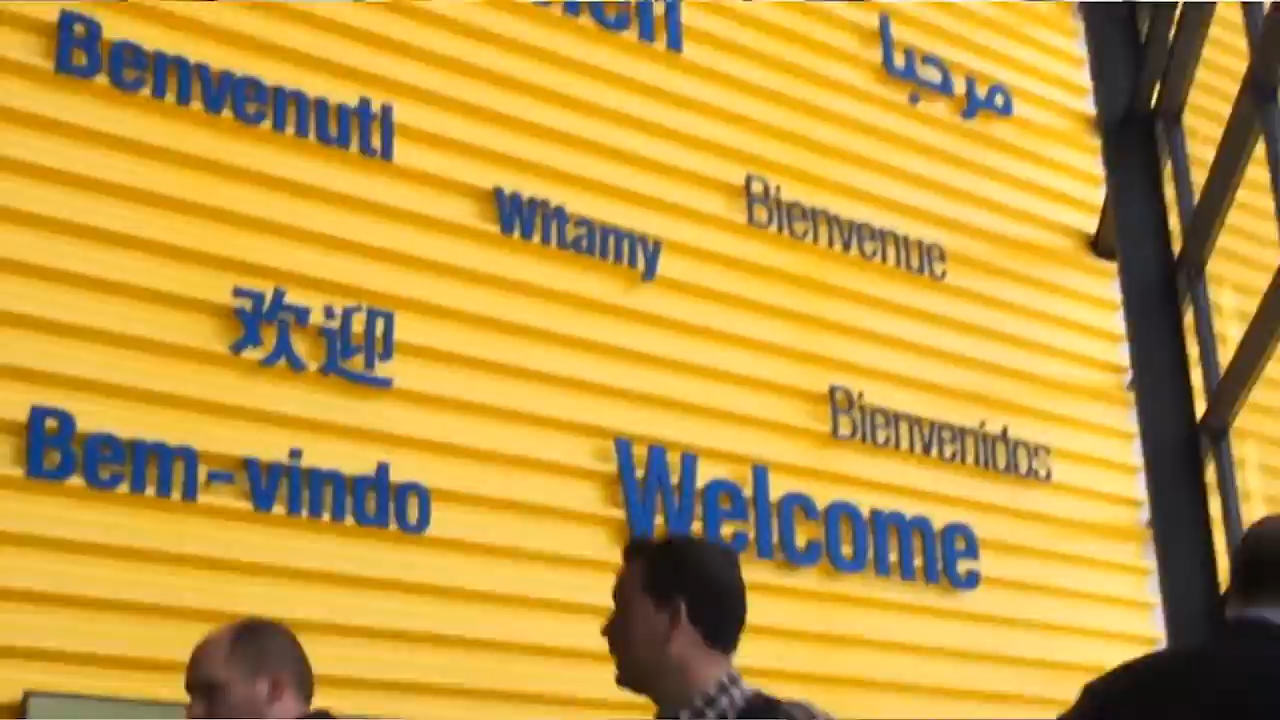 Benvenuti
مرحبا
Witamy
Bienvenue
欢迎
Bienvenidos
Bem-vindo
Welcome